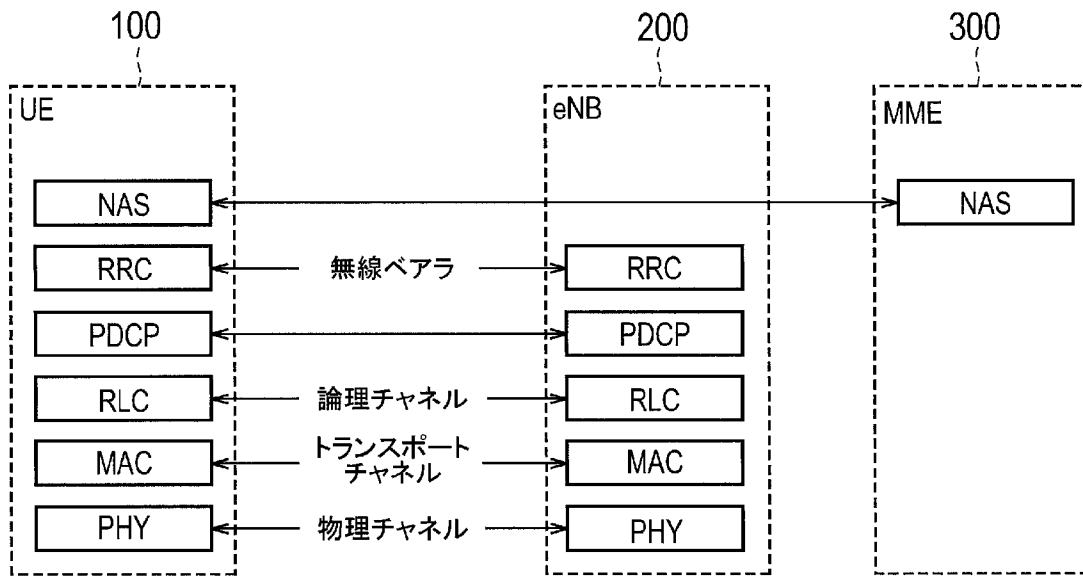 100
200
300
UE
eNB
MME
NAS
NAS
RRC
無線ベアラ
RRC
PDCP
PDCP
RLC
論理チャネル
RLC
MAC
トランスポート
チャネル
MAC
PHY
物理チャネル
PHY